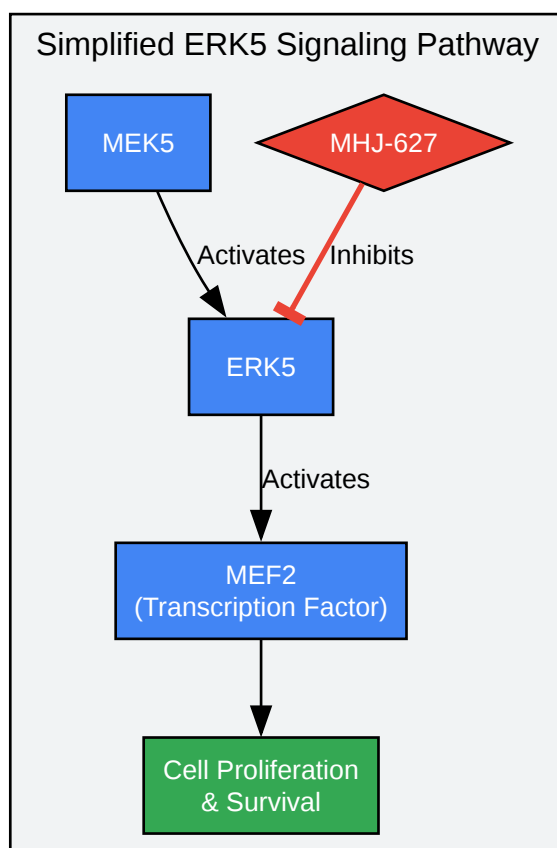 Simplified ERK5 Signaling Pathway
MEK5
MHJ-627
Activates
Inhibits
ERK5
Activates
MEF2
(Transcription Factor)
Cell Proliferation
& Survival